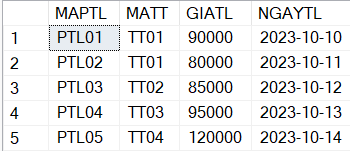 MAPTL MATT GIATL NGAYTL
1 PTL01 TT01 90000 2023-10-10
2 PTL02 TT01 80000 2023-10-11
3 PTL03 TT02 85000 2023-10-12
4 PTL04 TT03 95000 2023-10-13
5 PTL05 TT04 120000 2023-10-14